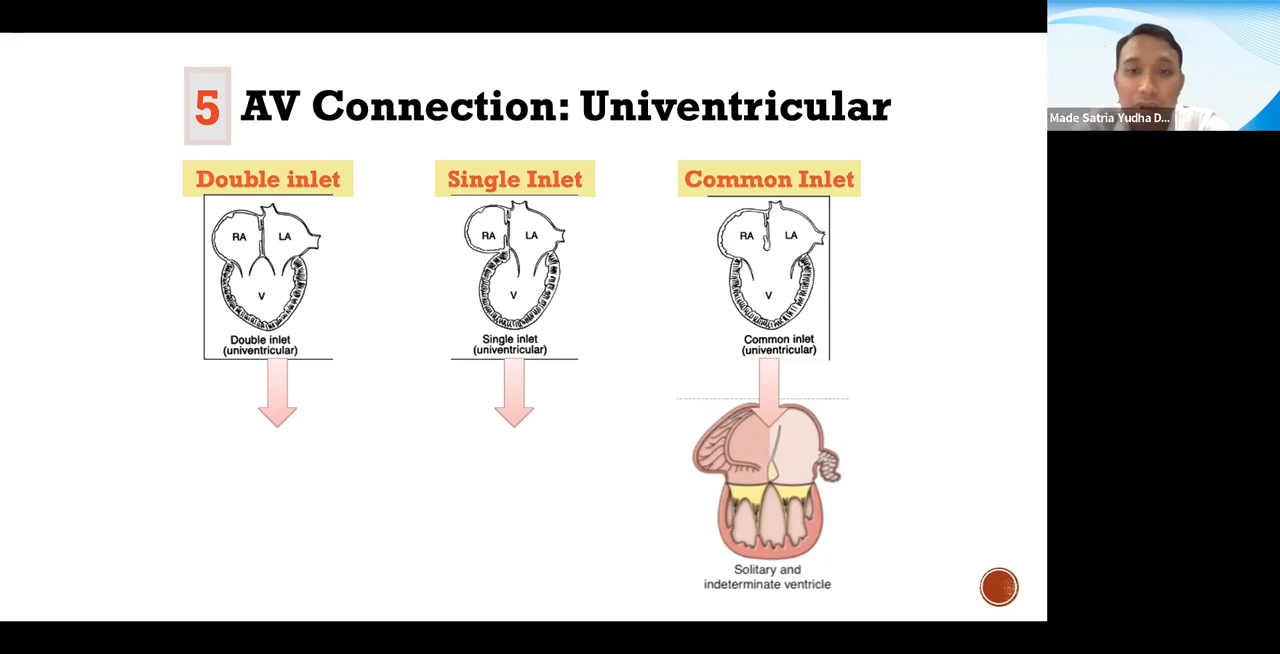 5 AV Connection: Univentricular
Double inlet
Single Inlet
Common Inlet
RA LA
V
Double inlet
(univentricular)
RA LA
V
Single inlet
(univentricular)
RA LA
V
Common inlet
(univentricular)
Solitary and
indeterminate ventricle
Made Satria Yudha D...